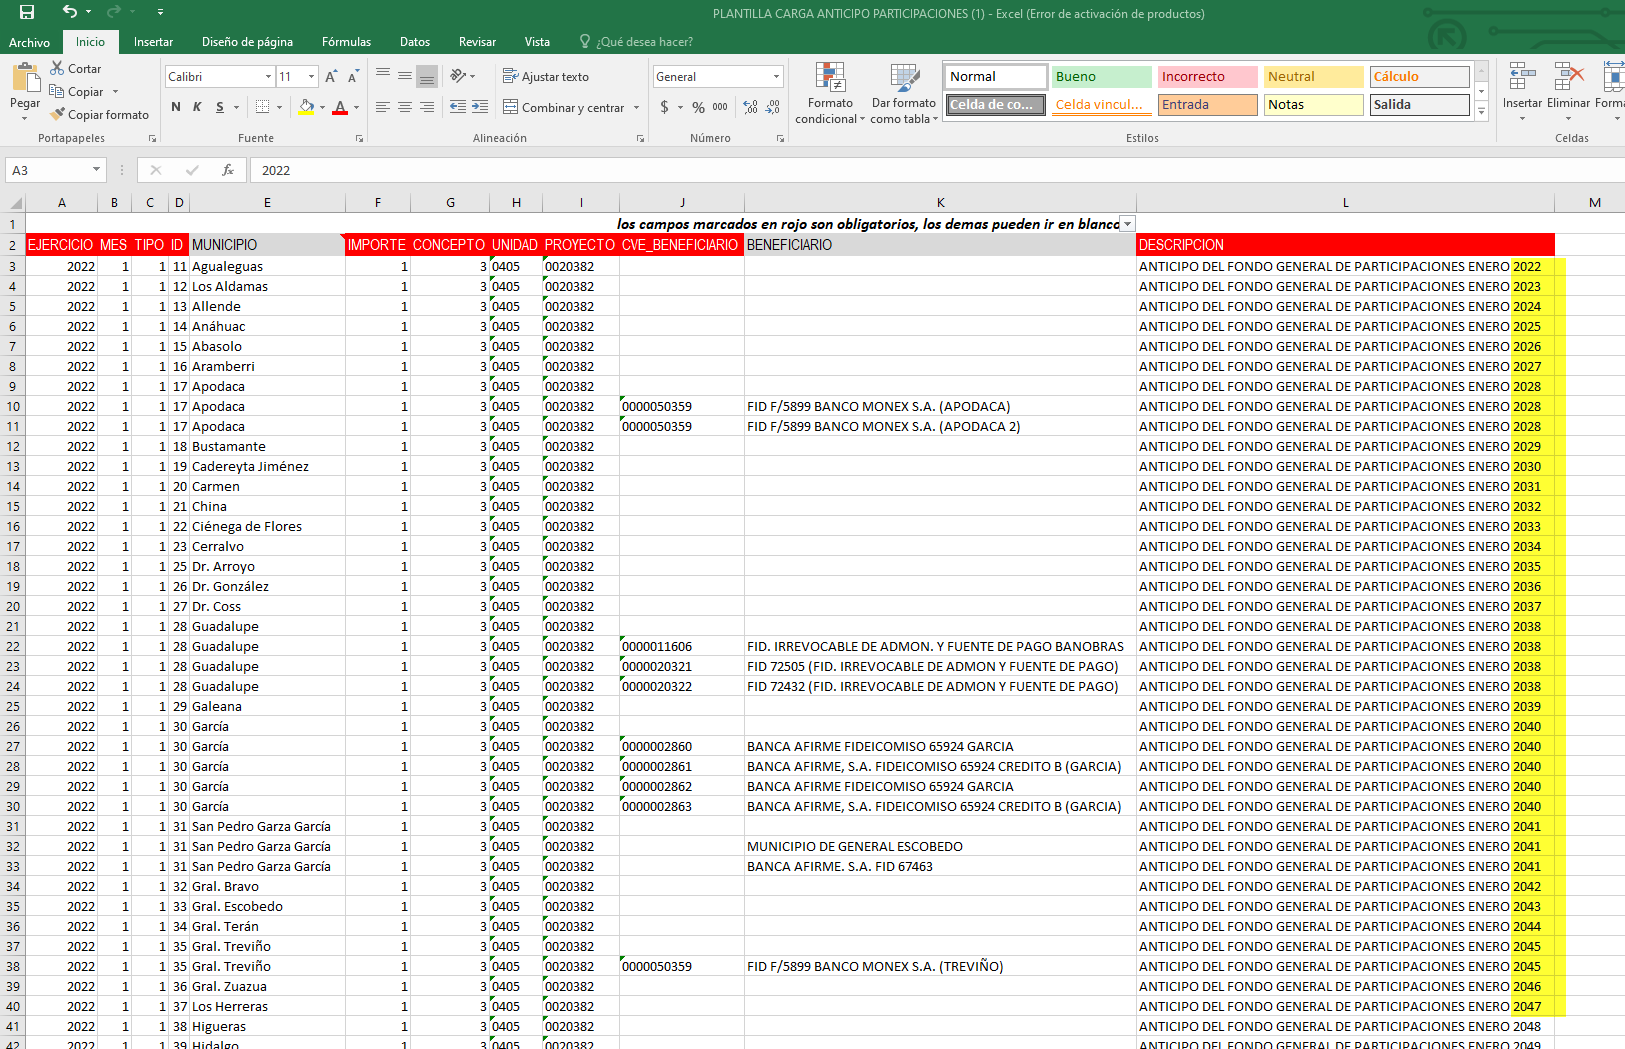 PLANTILLA CARGA ANTICIPO PARTICIPACIONES (1) - Excel (Error de activación de productos)
Archivo Inicio Insertar Diseño de página Fórmulas Datos Revisar Vista ¿Qué desea hacer?
Pegar Cortar Copiar Copiar formato Portapapeles
Calibri 11 N K S Fuente
Ajustar texto Combinar y centrar Alineación
General $ % 000 Número
Formato condicional Dar formato como tabla
Normal Bueno Incorrecto Neutral Cálculo
Celda de co... Celda vincul... Entrada Notas Salida
Estilos
Insertar Eliminar Forma
Celdas
A3 fx 2022
A B C D E F G H I J K L M
1 los campos marcados en rojo son obligatorios, los demas pueden ir en blanco
2 EJERCICIO MES TIPO ID MUNICIPIO IMPORTE CONCEPTO UNIDAD PROYECTO CVE_BENEFICIARIO BENEFICIARIO DESCRIPCION
3 2022 1 1 11 Agualeguas 1 3 0405 0020382 ANTICIPO DEL FONDO GENERAL DE PARTICIPACIONES ENERO 2022
4 2022 1 1 12 Los Aldamas 1 3 0405 0020382 ANTICIPO DEL FONDO GENERAL DE PARTICIPACIONES ENERO 2023
5 2022 1 1 13 Allende 1 3 0405 0020382 ANTICIPO DEL FONDO GENERAL DE PARTICIPACIONES ENERO 2024
6 2022 1 1 14 Anáhuac 1 3 0405 0020382 ANTICIPO DEL FONDO GENERAL DE PARTICIPACIONES ENERO 2025
7 2022 1 1 15 Abasolo 1 3 0405 0020382 ANTICIPO DEL FONDO GENERAL DE PARTICIPACIONES ENERO 2026
8 2022 1 1 16 Aramberri 1 3 0405 0020382 ANTICIPO DEL FONDO GENERAL DE PARTICIPACIONES ENERO 2027
9 2022 1 1 17 Apodaca 1 3 0405 0020382 ANTICIPO DEL FONDO GENERAL DE PARTICIPACIONES ENERO 2028
10 2022 1 1 17 Apodaca 1 3 0405 0020382 0000050359 FID F/5899 BANCO MONEX S.A. (APODACA) ANTICIPO DEL FONDO GENERAL DE PARTICIPACIONES ENERO 2028
11 2022 1 1 17 Apodaca 1 3 0405 0020382 0000050359 FID F/5899 BANCO MONEX S.A. (APODACA 2) ANTICIPO DEL FONDO GENERAL DE PARTICIPACIONES ENERO 2028
12 2022 1 1 18 Bustamante 1 3 0405 0020382 ANTICIPO DEL FONDO GENERAL DE PARTICIPACIONES ENERO 2029
13 2022 1 1 19 Cadereyta Jiménez 1 3 0405 0020382 ANTICIPO DEL FONDO GENERAL DE PARTICIPACIONES ENERO 2030
14 2022 1 1 20 Carmen 1 3 0405 0020382 ANTICIPO DEL FONDO GENERAL DE PARTICIPACIONES ENERO 2031
15 2022 1 1 21 China 1 3 0405 0020382 ANTICIPO DEL FONDO GENERAL DE PARTICIPACIONES ENERO 2032
16 2022 1 1 22 Ciénega de Flores 1 3 0405 0020382 ANTICIPO DEL FONDO GENERAL DE PARTICIPACIONES ENERO 2033
17 2022 1 1 23 Cerralvo 1 3 0405 0020382 ANTICIPO DEL FONDO GENERAL DE PARTICIPACIONES ENERO 2034
18 2022 1 1 25 Dr. Arroyo 1 3 0405 0020382 ANTICIPO DEL FONDO GENERAL DE PARTICIPACIONES ENERO 2035
19 2022 1 1 26 Dr. González 1 3 0405 0020382 ANTICIPO DEL FONDO GENERAL DE PARTICIPACIONES ENERO 2036
20 2022 1 1 27 Dr. Coss 1 3 0405 0020382 ANTICIPO DEL FONDO GENERAL DE PARTICIPACIONES ENERO 2037
21 2022 1 1 28 Guadalupe 1 3 0405 0020382 ANTICIPO DEL FONDO GENERAL DE PARTICIPACIONES ENERO 2038
22 2022 1 1 28 Guadalupe 1 3 0405 0020382 0000011606 FID. IRREVOCABLE DE ADMON. Y FUENTE DE PAGO BANOBRAS ANTICIPO DEL FONDO GENERAL DE PARTICIPACIONES ENERO 2038
23 2022 1 1 28 Guadalupe 1 3 0405 0020382 0000020321 FID 72505 (FID. IRREVOCABLE DE ADMON Y FUENTE DE PAGO) ANTICIPO DEL FONDO GENERAL DE PARTICIPACIONES ENERO 2038
24 2022 1 1 28 Guadalupe 1 3 0405 0020382 0000020322 FID 72432 (FID. IRREVOCABLE DE ADMON Y FUENTE DE PAGO) ANTICIPO DEL FONDO GENERAL DE PARTICIPACIONES ENERO 2038
25 2022 1 1 29 Galeana 1 3 0405 0020382 ANTICIPO DEL FONDO GENERAL DE PARTICIPACIONES ENERO 2039
26 2022 1 1 30 García 1 3 0405 0020382 ANTICIPO DEL FONDO GENERAL DE PARTICIPACIONES ENERO 2040
27 2022 1 1 30 García 1 3 0405 0020382 0000002860 BANCA AFIRME FIDEICOMISO 65924 GARCIA ANTICIPO DEL FONDO GENERAL DE PARTICIPACIONES ENERO 2040
28 2022 1 1 30 García 1 3 0405 0020382 0000002861 BANCA AFIRME, S.A. FIDEICOMISO 65924 CREDITO B (GARCIA) ANTICIPO DEL FONDO GENERAL DE PARTICIPACIONES ENERO 2040
29 2022 1 1 30 García 1 3 0405 0020382 0000002862 BANCA AFIRME FIDEICOMISO 65924 GARCIA ANTICIPO DEL FONDO GENERAL DE PARTICIPACIONES ENERO 2040
30 2022 1 1 30 García 1 3 0405 0020382 0000002863 BANCA AFIRME, S.A. FIDEICOMISO 65924 CREDITO B (GARCIA) ANTICIPO DEL FONDO GENERAL DE PARTICIPACIONES ENERO 2040
31 2022 1 1 31 San Pedro Garza García 1 3 0405 0020382 ANTICIPO DEL FONDO GENERAL DE PARTICIPACIONES ENERO 2041
32 2022 1 1 31 San Pedro Garza García 1 3 0405 0020382 MUNICIPIO DE GENERAL ESCOBEDO ANTICIPO DEL FONDO GENERAL DE PARTICIPACIONES ENERO 2041
33 2022 1 1 31 San Pedro Garza García 1 3 0405 0020382 BANCA AFIRME. S.A. FID 67463 ANTICIPO DEL FONDO GENERAL DE PARTICIPACIONES ENERO 2041
34 2022 1 1 32 Gral. Bravo 1 3 0405 0020382 ANTICIPO DEL FONDO GENERAL DE PARTICIPACIONES ENERO 2042
35 2022 1 1 33 Gral. Escobedo 1 3 0405 0020382 ANTICIPO DEL FONDO GENERAL DE PARTICIPACIONES ENERO 2043
36 2022 1 1 34 Gral. Terán 1 3 0405 0020382 ANTICIPO DEL FONDO GENERAL DE PARTICIPACIONES ENERO 2044
37 2022 1 1 35 Gral. Treviño 1 3 0405 0020382 ANTICIPO DEL FONDO GENERAL DE PARTICIPACIONES ENERO 2045
38 2022 1 1 35 Gral. Treviño 1 3 0405 0020382 0000050359 FID F/5899 BANCO MONEX S.A. (TREVIÑO) ANTICIPO DEL FONDO GENERAL DE PARTICIPACIONES ENERO 2045
39 2022 1 1 36 Gral. Zuazua 1 3 0405 0020382 ANTICIPO DEL FONDO GENERAL DE PARTICIPACIONES ENERO 2046
40 2022 1 1 37 Los Herreras 1 3 0405 0020382 ANTICIPO DEL FONDO GENERAL DE PARTICIPACIONES ENERO 2047
41 2022 1 1 38 Higueras 1 3 0405 0020382 ANTICIPO DEL FONDO GENERAL DE PARTICIPACIONES ENERO 2048
42 2022 1 1 39 Hidalgo 1 3 0405 0020382 ANTICIPO DEL FONDO GENERAL DE PARTICIPACIONES ENERO 2049